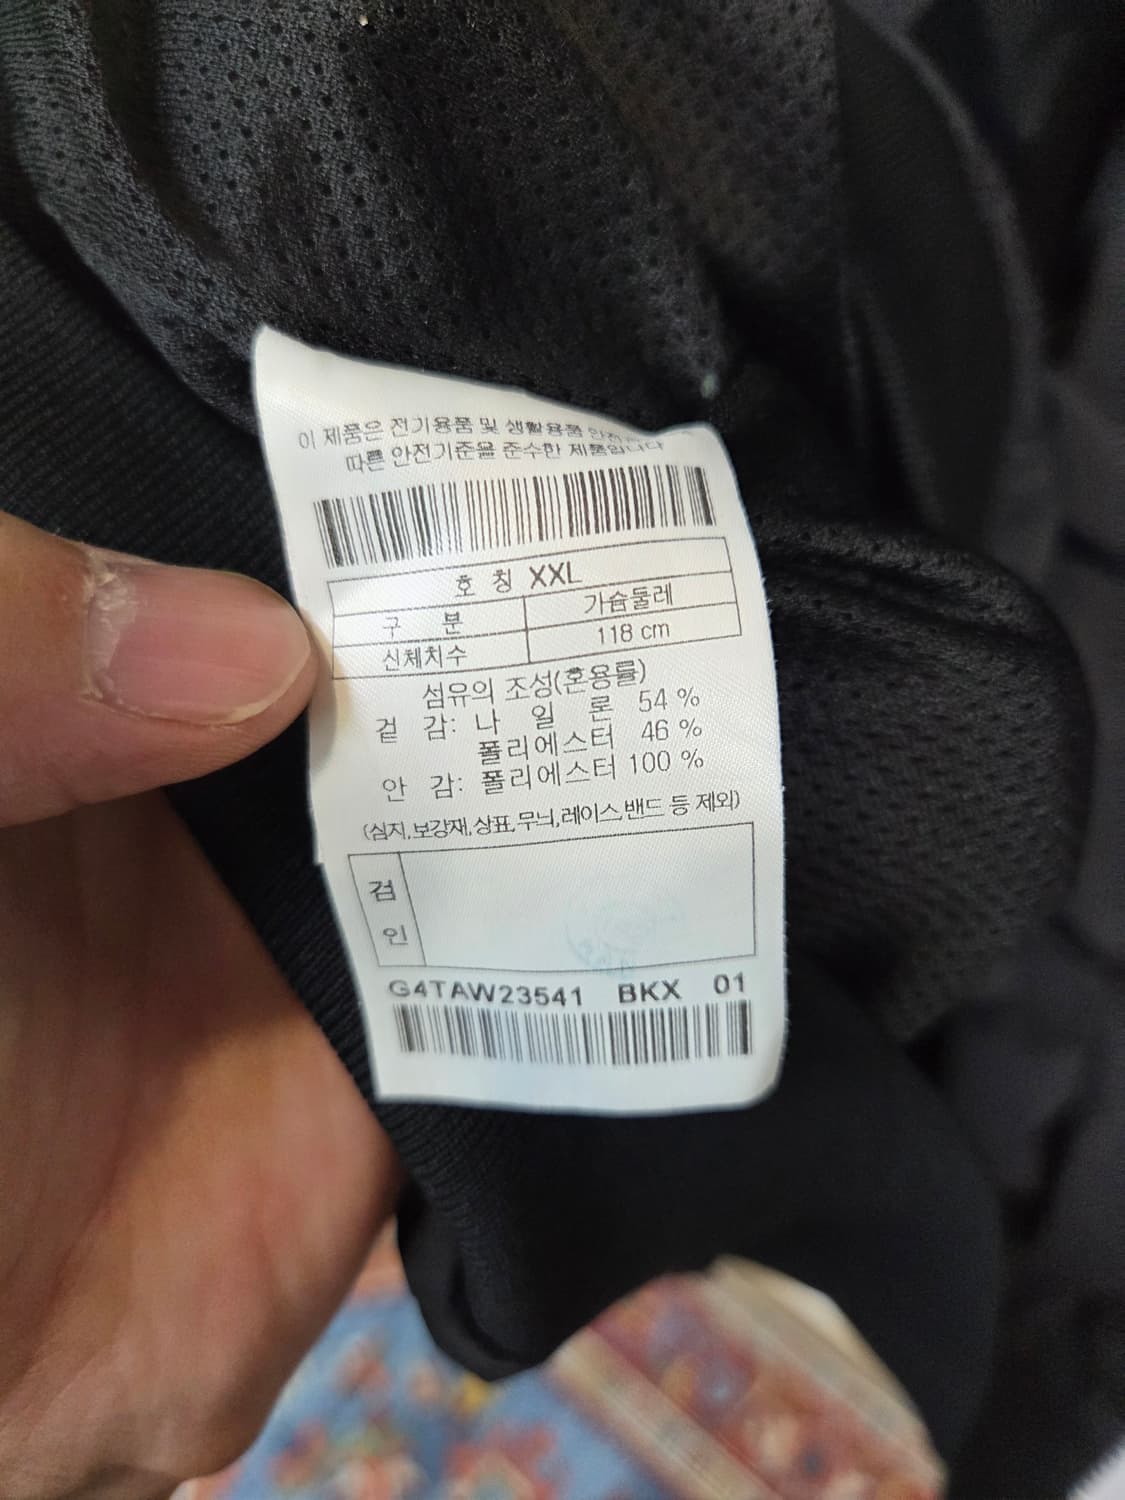 이 제품은 전기용품 및 생활용품
따른 안전기준을 준수한 제품입니다
호 칭 XXL
구 분 가슴둘레
신체치수 118 cm
섬유의 조성(혼용률)
겉 감: 나 일 론 54 %
폴리에스터 46 %
안 감: 폴리에스터 100 %
(심지,보강재,상표,무늬,레이스,밴드 등 제외)
검
인
G4TAW23541 BKX 01